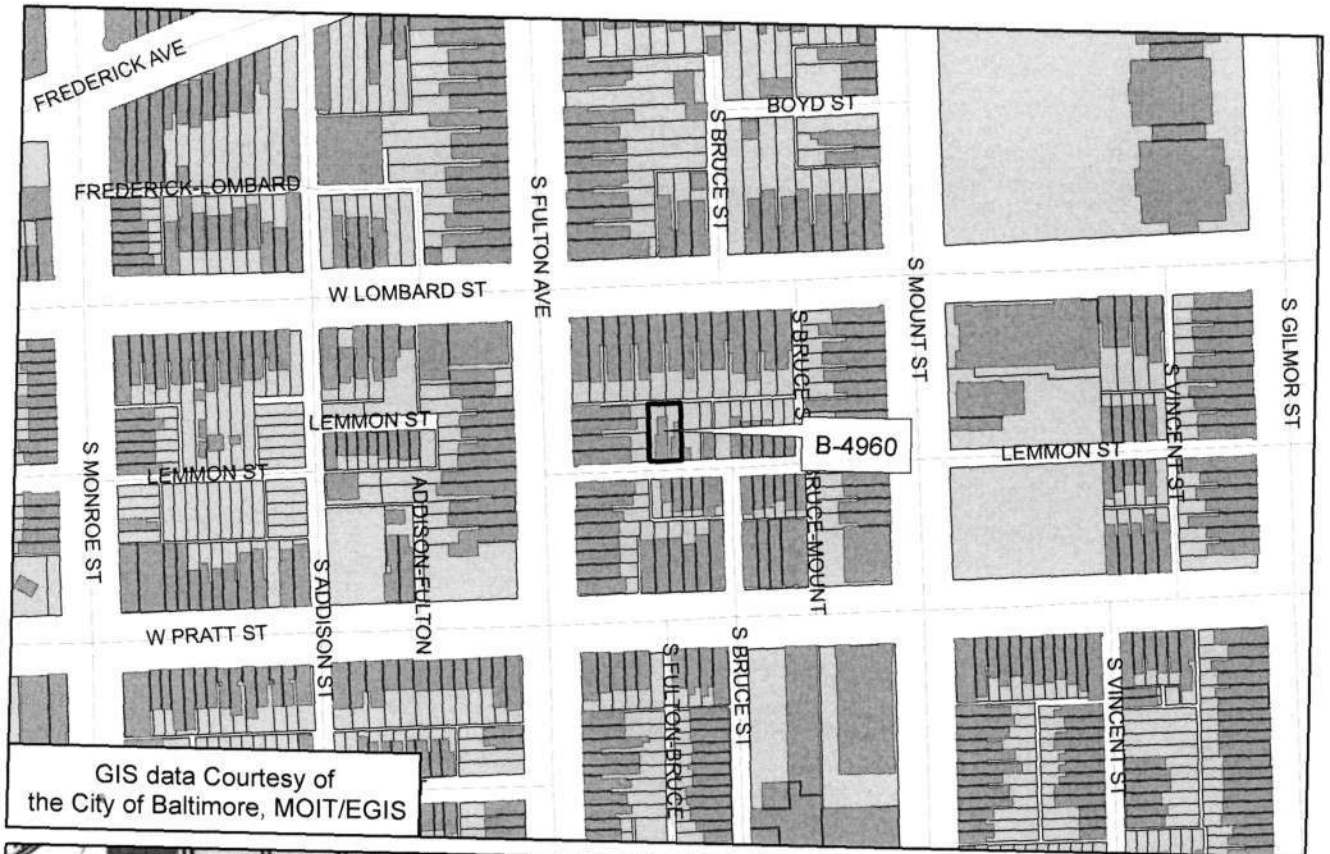 FREDERICK AVE
BOYD ST
S BRUCE ST
FREDERICK-LOMBARD
S FULTON AVE
W LOMBARD ST
S MOUNT ST
S GILMOR ST
S BRUCE S
S VINCENT ST
LEMMON ST
B-4960
LEMMON ST
S MONROE ST
LEMMON ST
ADDISON-FULTON
BRUCE-MOUNT
S ADDISON ST
W PRATT ST
S FULTON-BRUCE
S BRUCE ST
S VINCENT ST
GIS data Courtesy of
the City of Baltimore, MOIT/EGIS